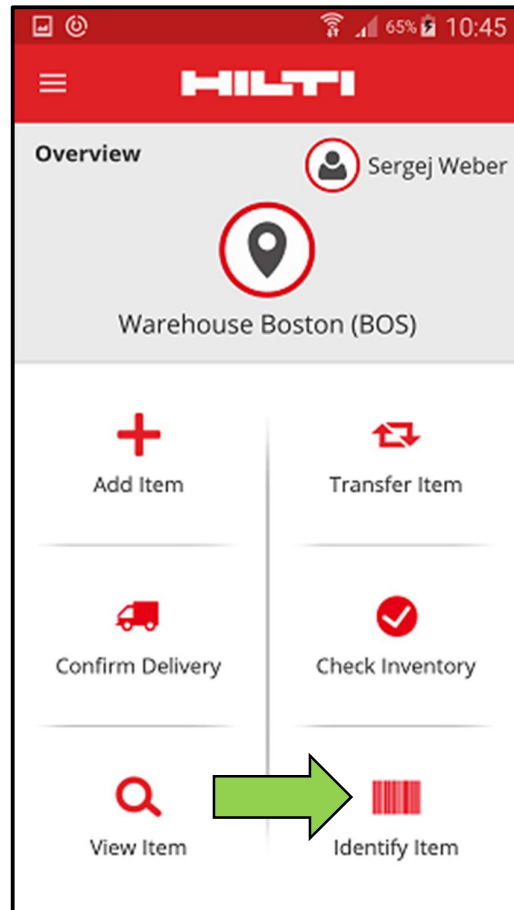 65% 10:45
HILTI
Overview
Sergej Weber
Warehouse Boston (BOS)
Add Item
Transfer Item
Confirm Delivery
Check Inventory
View Item
Identify Item